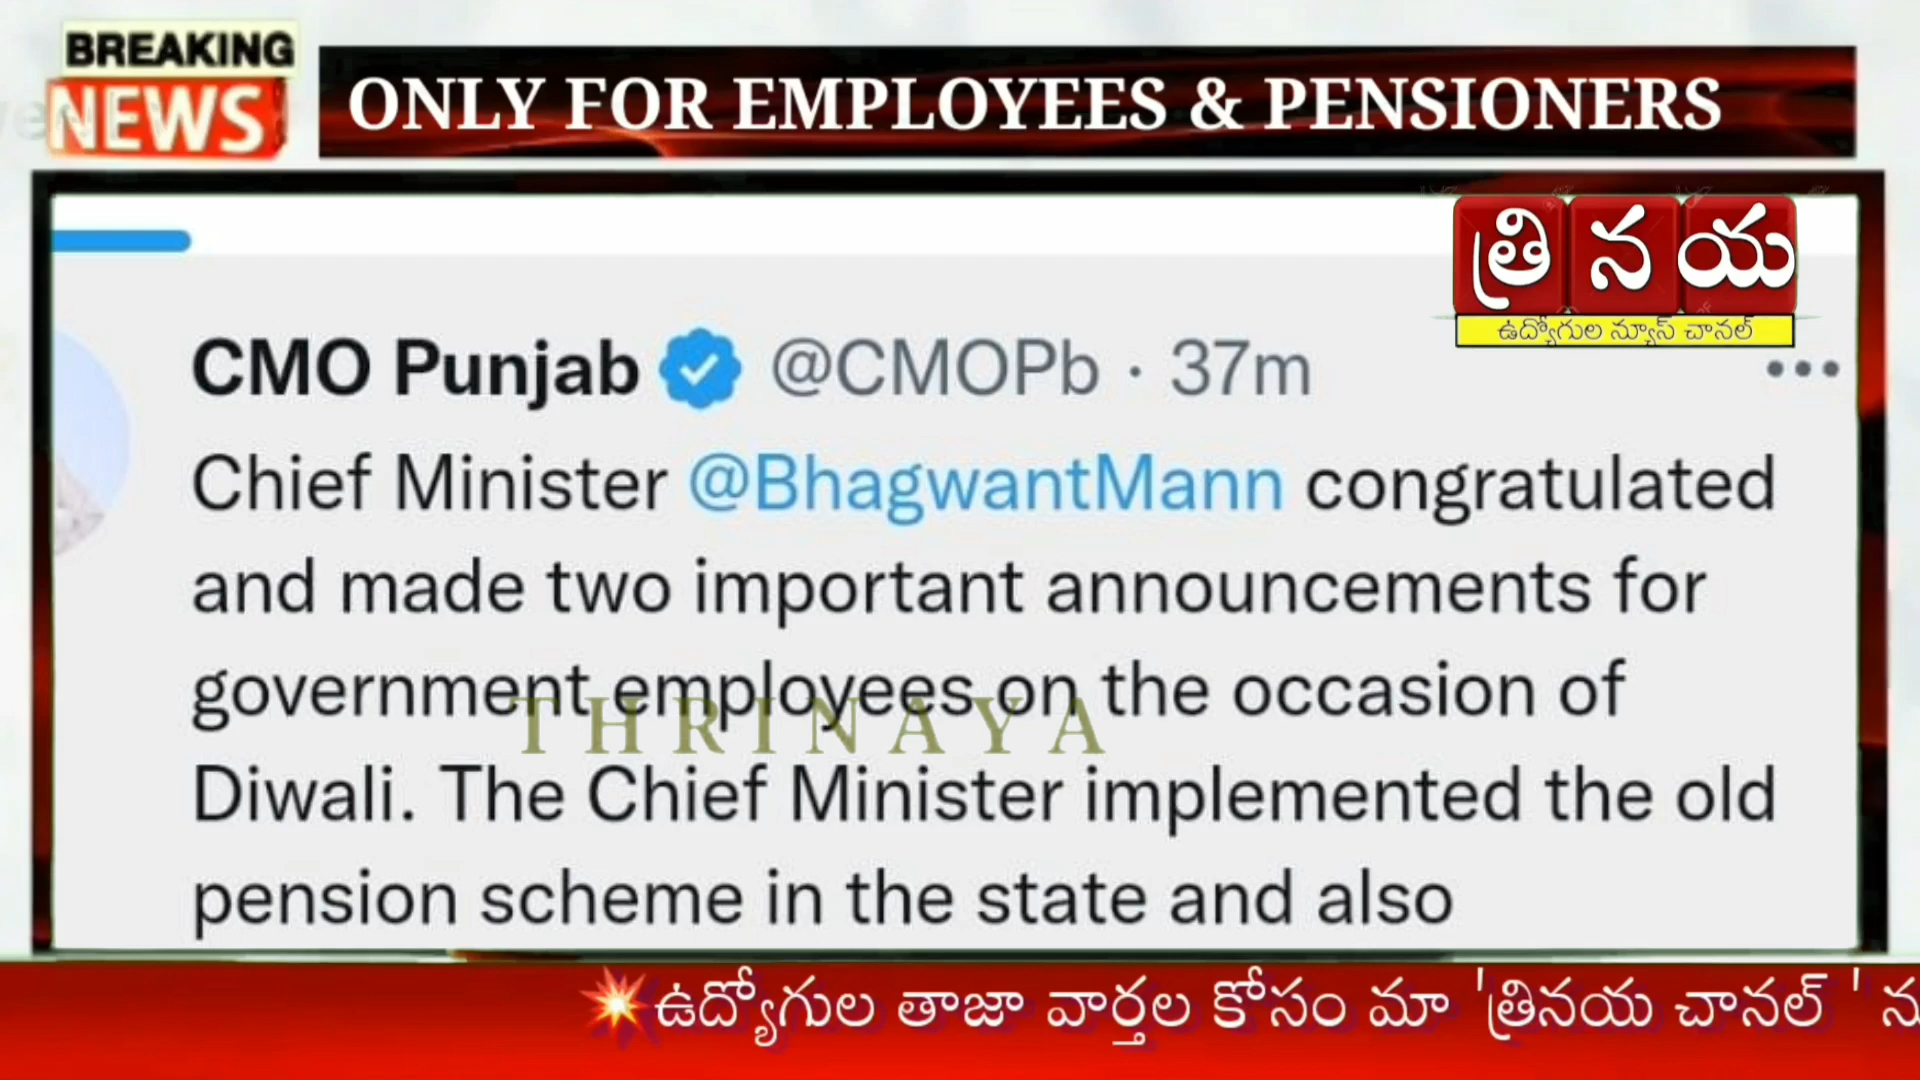 BREAKING
NEWS
ONLY FOR EMPLOYEES & PENSIONERS
త్రినయ
ఉద్యోగుల న్యూస్ చానల్
CMO Punjab @CMOPb · 37m
Chief Minister @BhagwantMann congratulated
and made two important announcements for
government employees on the occasion of
THRINAYA
Diwali. The Chief Minister implemented the old
pension scheme in the state and also
ఉద్యోగుల తాజా వార్తల కోసం మా 'త్రినయ చానల్ '